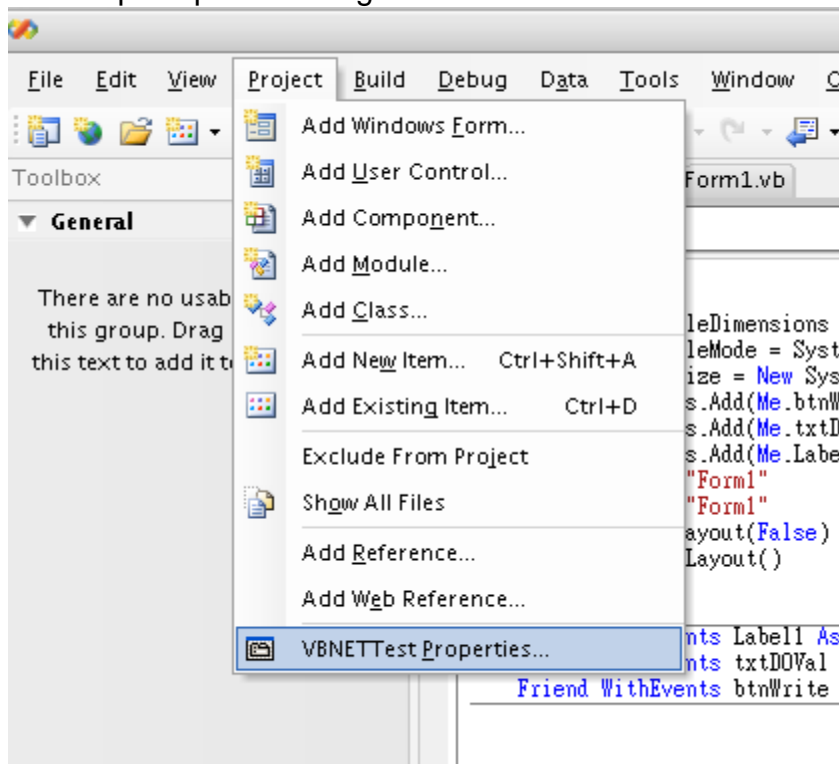 File Edit View Project Build Debug Data Tools Window
Add Windows Form...
Add User Control...
Add Component...
Add Module...
Add Class...
Add New Item... Ctrl+Shift+A
Add Existing Item... Ctrl+D
Exclude From Project
Show All Files
Add Reference...
Add Web Reference...
VBNETTest Properties...
Toolbox
General
There are no usab
this group. Drag
this text to add it t
Form1.vb
leDimensions
leMode = Syst
ize = New Sys
s.Add(Me.btnW
s.Add(Me.txtD
s.Add(Me.Labe
"Form1"
"Form1"
ayout(False)
Layout()
nts Label1 As
nts txtDOVal
Friend WithEvents btnWrite